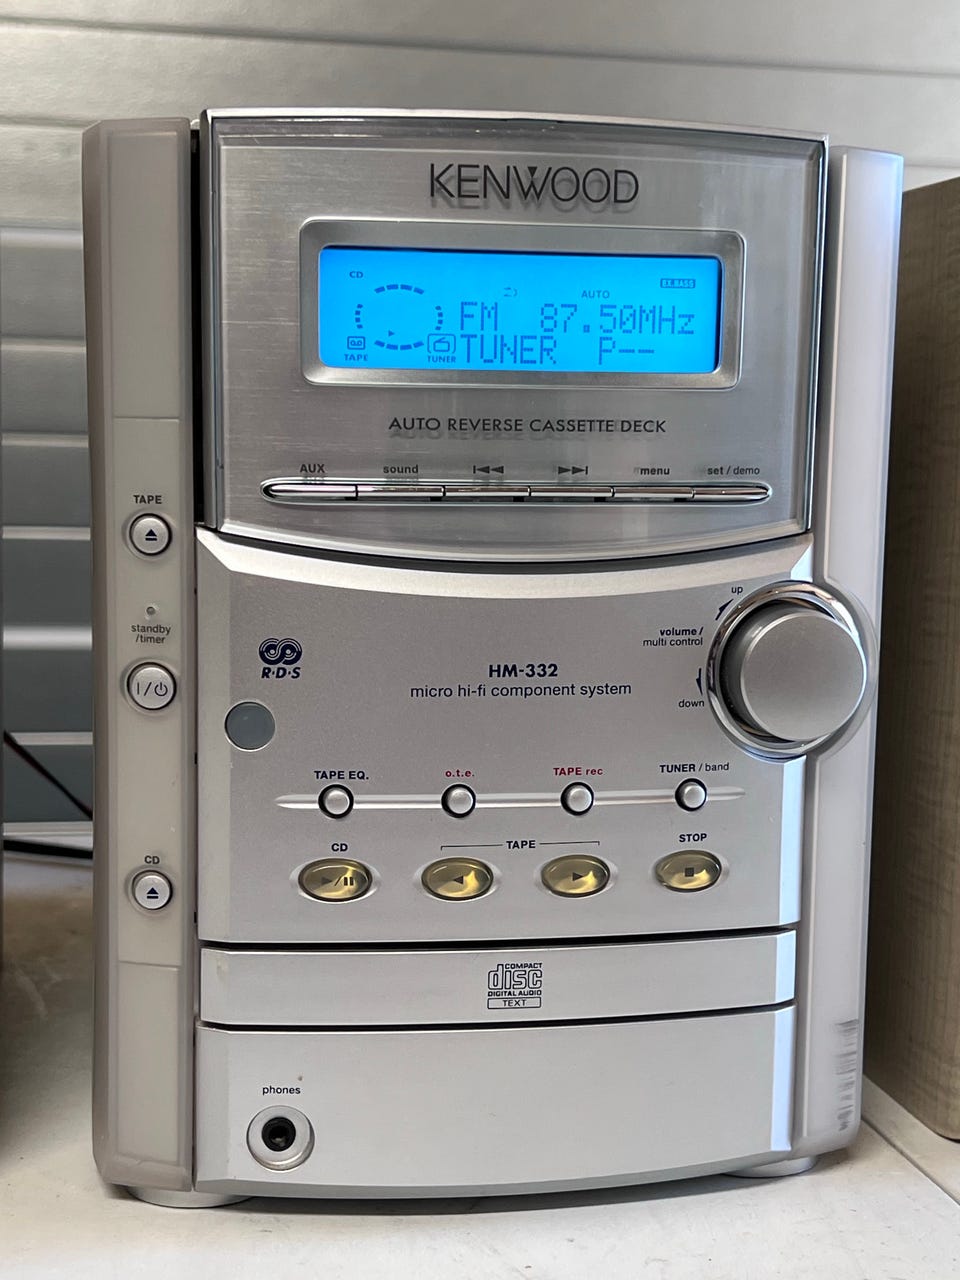 KENWOOD
CD
EX.BASS
AUTO
FM 87.50MHz
TAPE
TUNER
TUNER P--
AUTO REVERSE CASSETTE DECK
AUX sound menu set / demo
TAPE
standby
/timer
I/
up
volume /
multi control
down
R·D·S
HM-332
micro hi-fi component system
TAPE EQ. o.t.e. TAPE rec TUNER / band
CD TAPE STOP
CD
COMPACT
disc
DIGITAL AUDIO
TEXT
phones